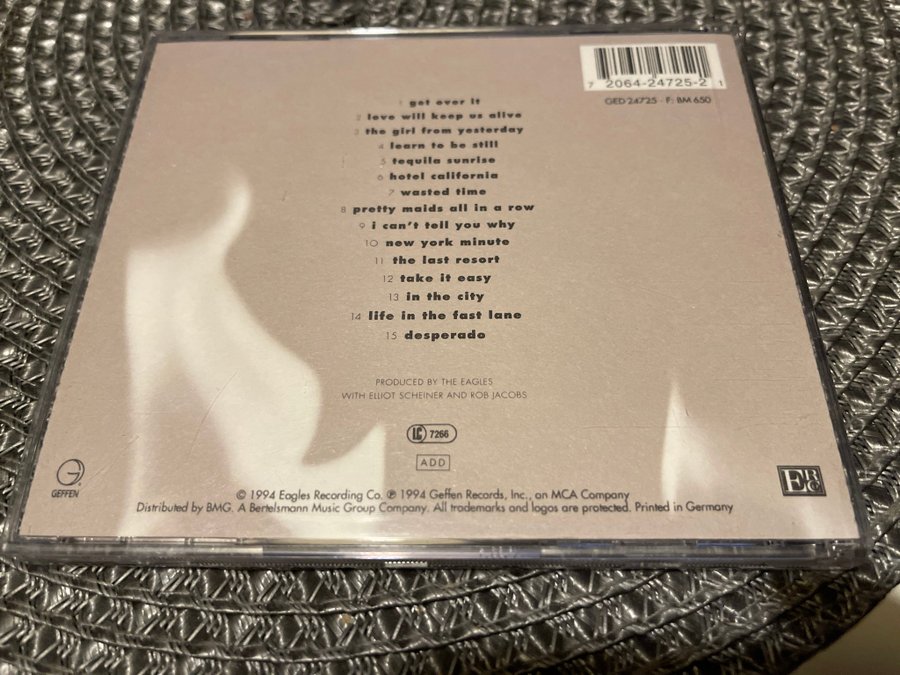 7 2064-24725-2 1
GED 24725 · F: BM 650
1 get over it
2 love will keep us alive
3 the girl from yesterday
4 learn to be still
5 tequila sunrise
6 hotel california
7 wasted time
8 pretty maids all in a row
9 i can't tell you why
10 new york minute
11 the last resort
12 take it easy
13 in the city
14 life in the fast lane
15 desperado
PRODUCED BY THE EAGLES
WITH ELLIOT SCHEINER AND ROB JACOBS
LC 7266
ADD
GEFFEN
ERC
© 1994 Eagles Recording Co. ℗ 1994 Geffen Records, Inc., an MCA Company
Distributed by BMG. A Bertelsmann Music Group Company. All trademarks and logos are protected. Printed in Germany